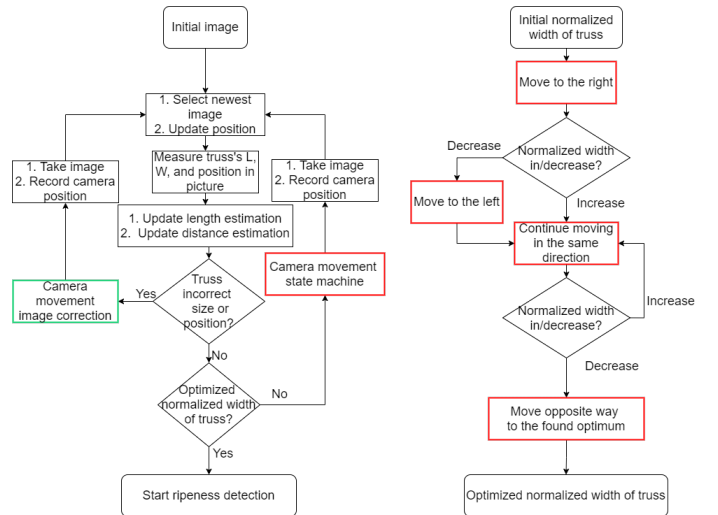 Initial image
1. Select newest
image
2. Update position
Measure truss's L,
W, and position in
picture
1. Take image
2. Record camera
position
1. Take image
2. Record camera
position
1. Update length estimation
2. Update distance estimation
Camera
movement
image correction
Yes
Truss
incorrect
size or
position?
Camera movement
state machine
No
Optimized
normalized width
of truss?
No
Yes
Start ripeness detection
Initial normalized
width of truss
Move to the right
Decrease
Normalized width
in/decrease?
Move to the left
Increase
Continue moving
in the same
direction
Normalized width
in/decrease?
Increase
Decrease
Move opposite way
to the found optimum
Optimized normalized width of truss